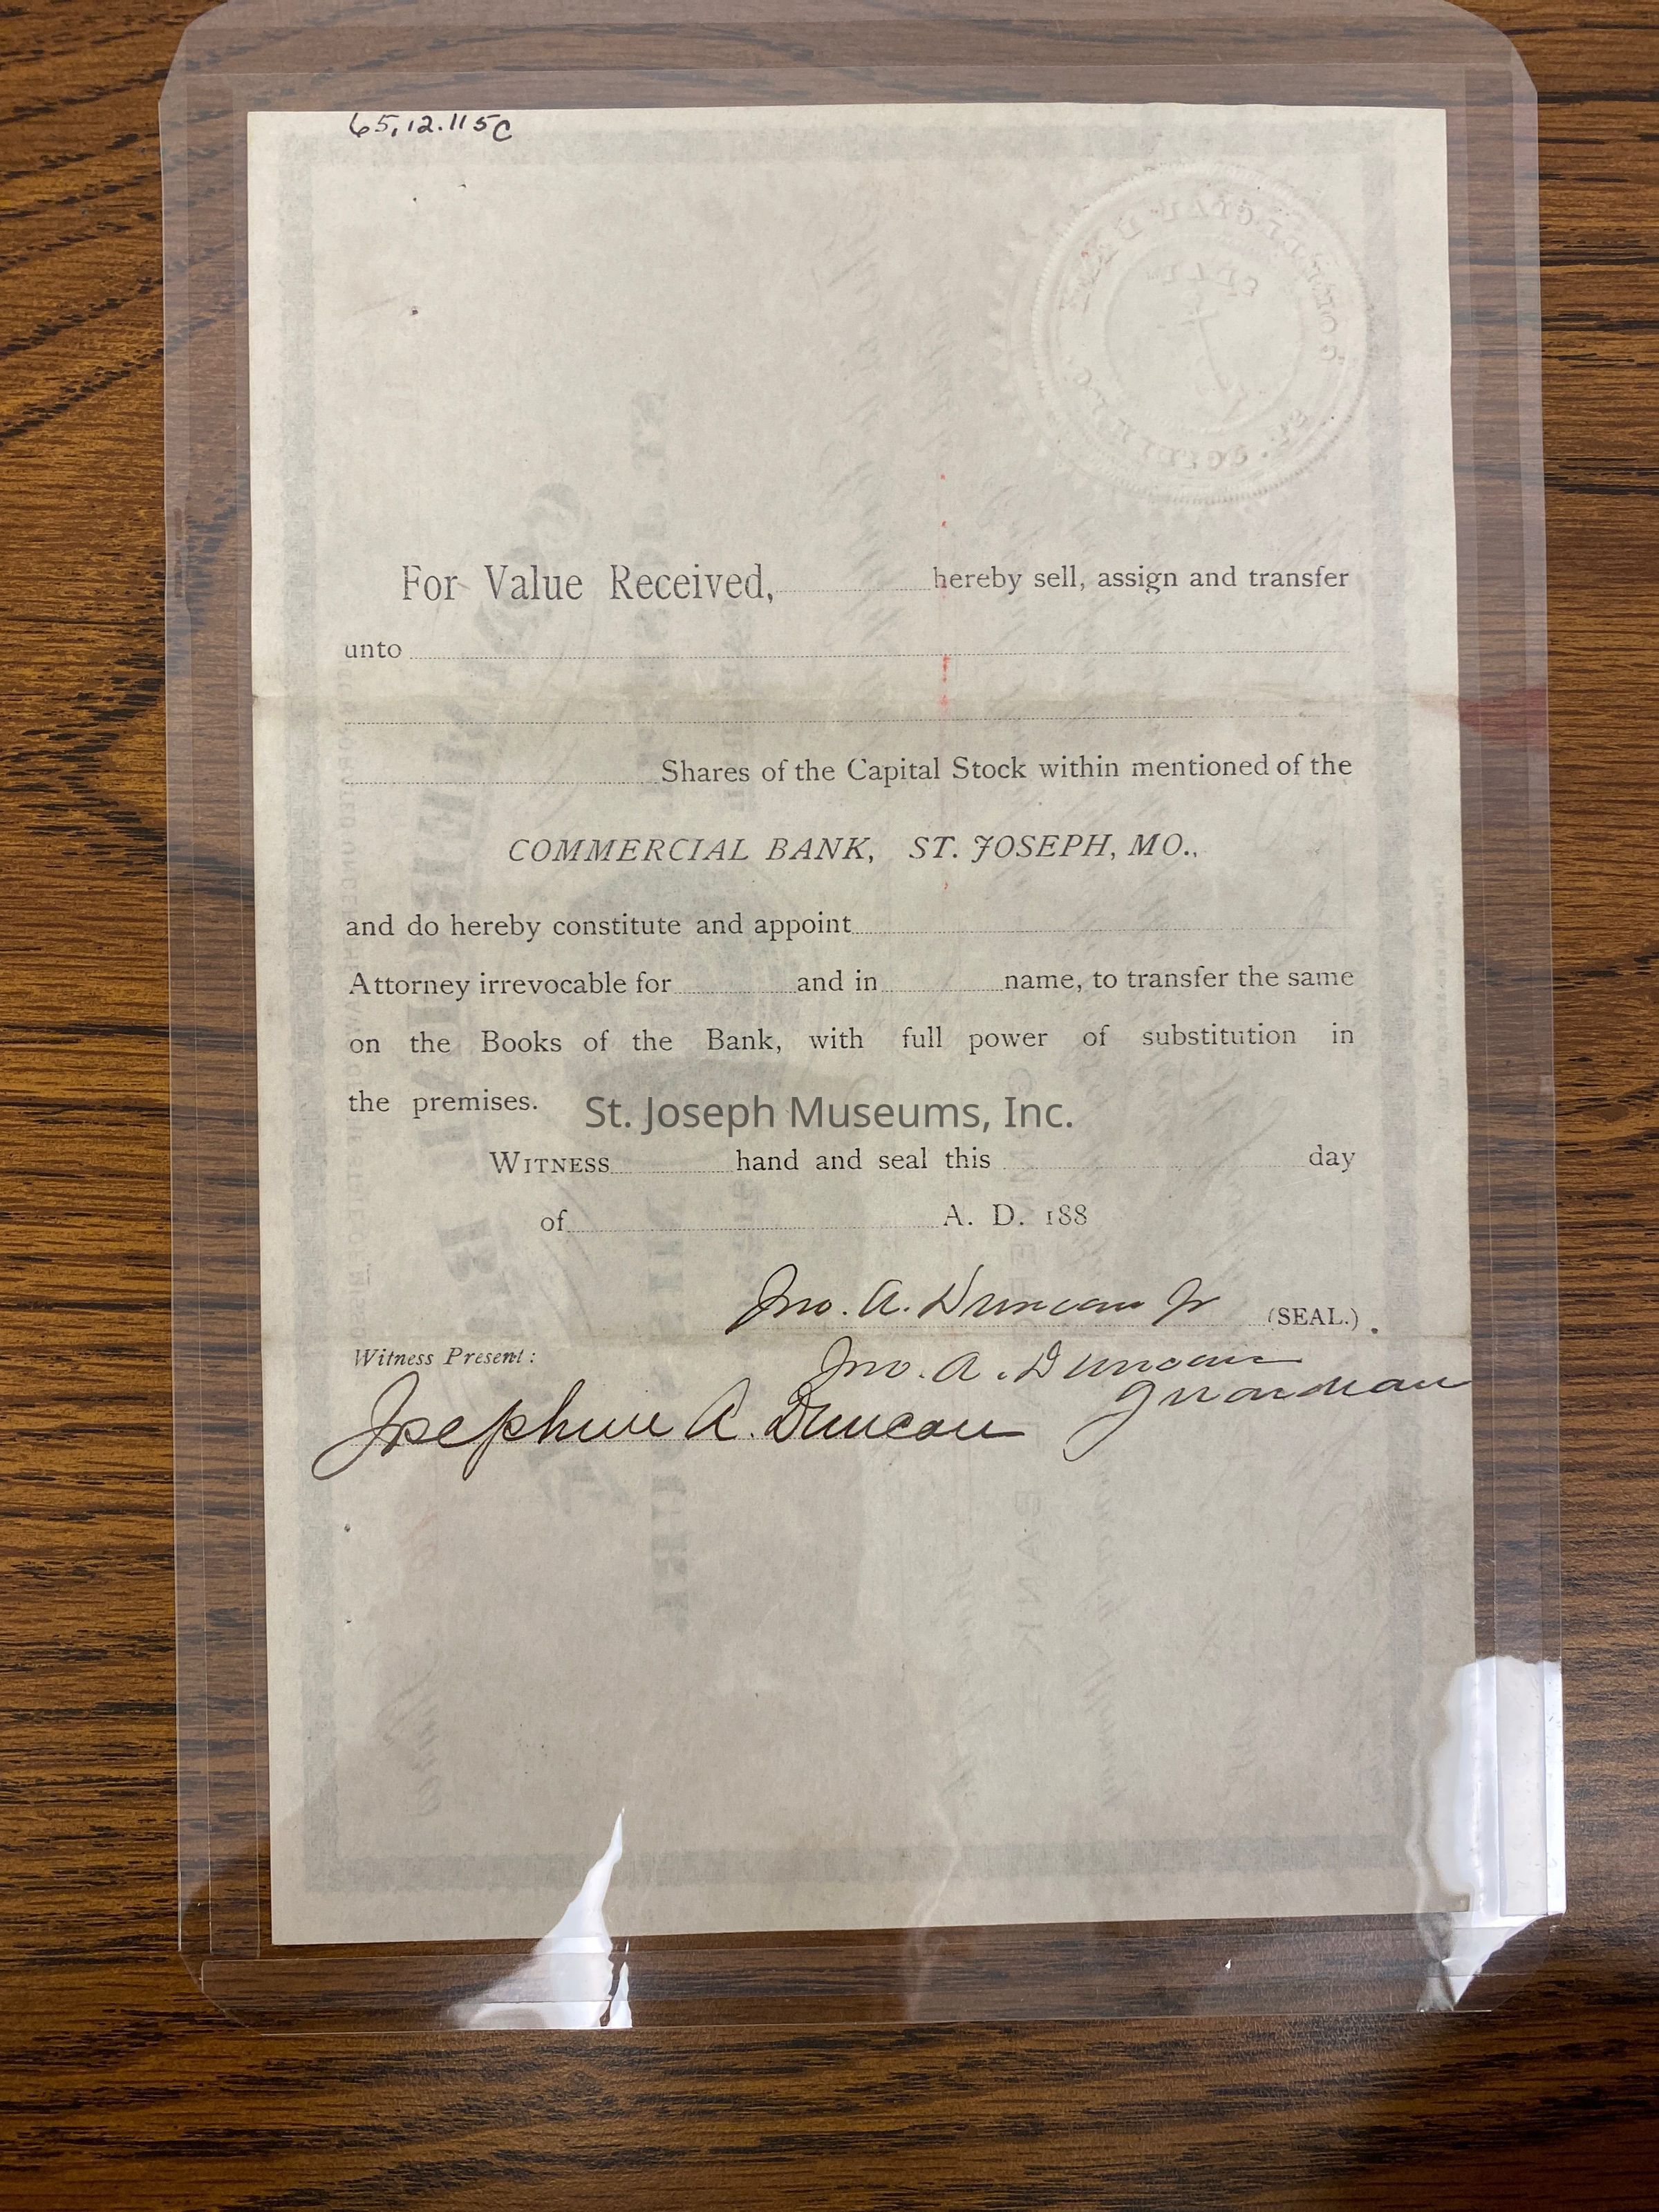 65.12.115C
For Value Received, hereby sell, assign and transfer
unto
Shares of the Capital Stock within mentioned of the
COMMERCIAL BANK, ST. JOSEPH, MO.,
and do hereby constitute and appoint
Attorney irrevocable for and in name, to transfer the same
on the Books of the Bank, with full power of substitution in
the premises.
St. Joseph Museums, Inc.
WITNESS hand and seal this day
of A. D. 188
Jno. A. Duncan Jr (SEAL.)
Witness Present:
Jno. A. Duncan
guardian
Josephine A. Duncan